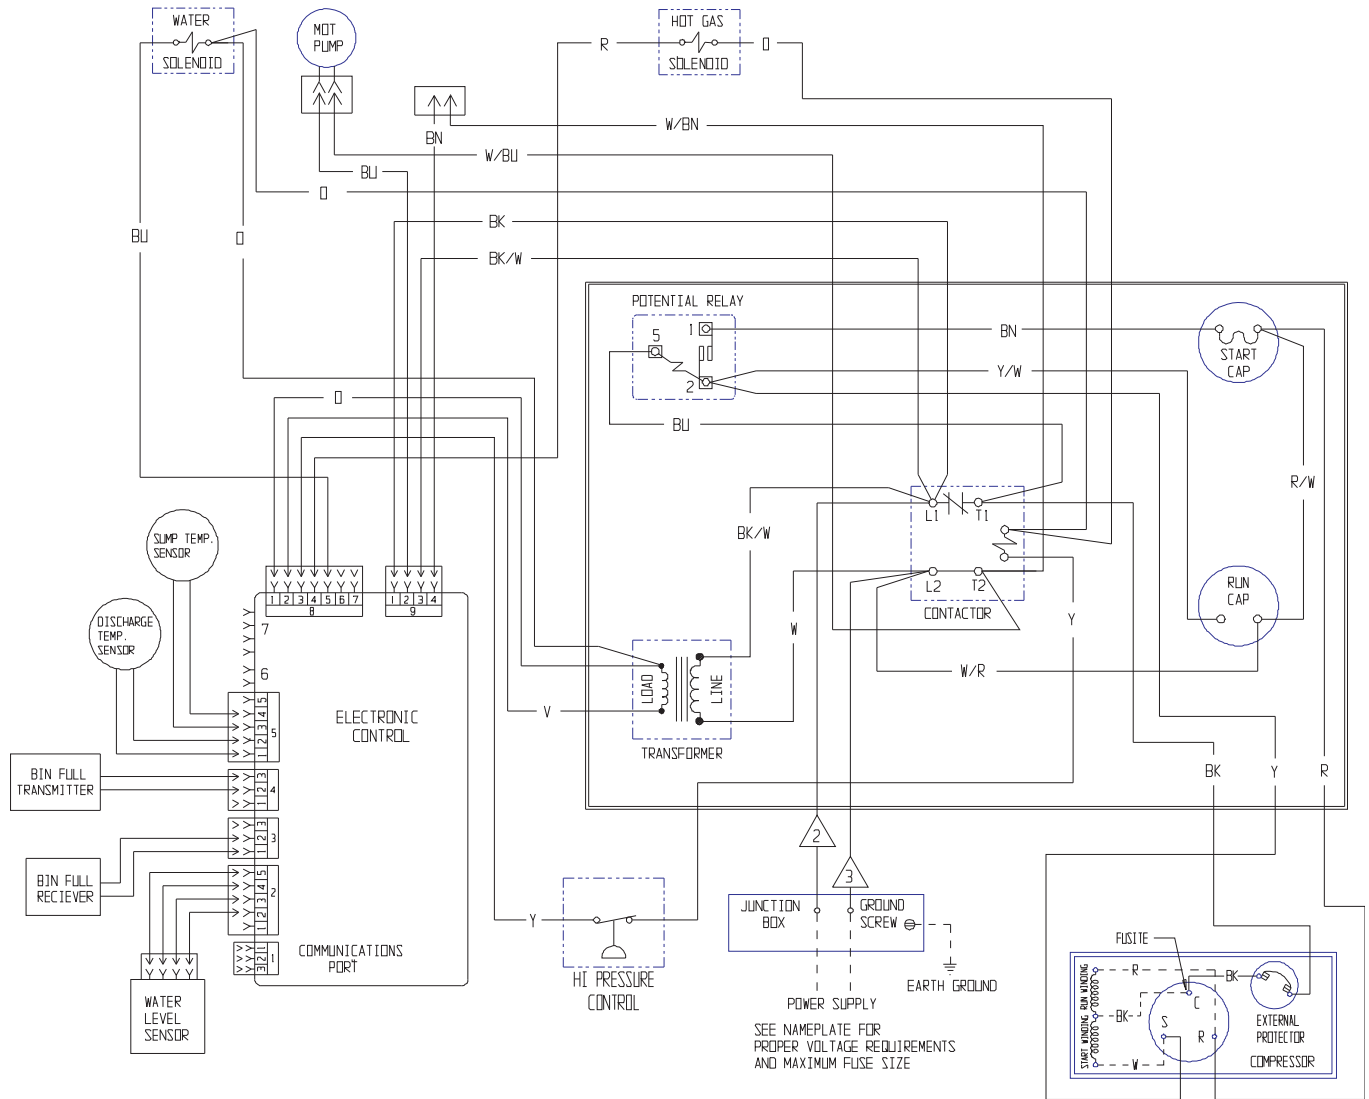 WATER
SOLENOID
MOT
PUMP
HOT GAS
SOLENOID
R
O
W/BN
BN
W/BU
BU
O
BU
O
BK
BK/W
POTENTIAL RELAY
5
1
2
BN
START
CAP
Y/W
O
BU
R/W
L1
T1
BK/W
SUMP TEMP.
SENSOR
L2
T2
CONTACTOR
RUN
CAP
1 2 3 4 5 6 7
8
1 2 3 4
9
W
Y
DISCHARGE
TEMP.
SENSOR
7
6
W/R
LOAD
LINE
V
TRANSFORMER
5
4
3
2
1
5
ELECTRONIC
CONTROL
BK
Y
R
BIN FULL
TRANSMITTER
3
2
1
4
3
2
1
3
2
3
BIN FULL
RECIEVER
5
4
3
2
1
2
JUNCTION
BOX
GROUND
SCREW
Y
COMMUNICATIONS
PORT
1
2
3
1
HI PRESSURE
CONTROL
EARTH GROUND
POWER SUPPLY
SEE NAMEPLATE FOR
PROPER VOLTAGE REQUIREMENTS
AND MAXIMUM FUSE SIZE
WATER
LEVEL
SENSOR
FUSITE
START WINDING RUN WINDING
R
BK
C
BK
S
R
W
EXTERNAL
PROTECTOR
COMPRESSOR